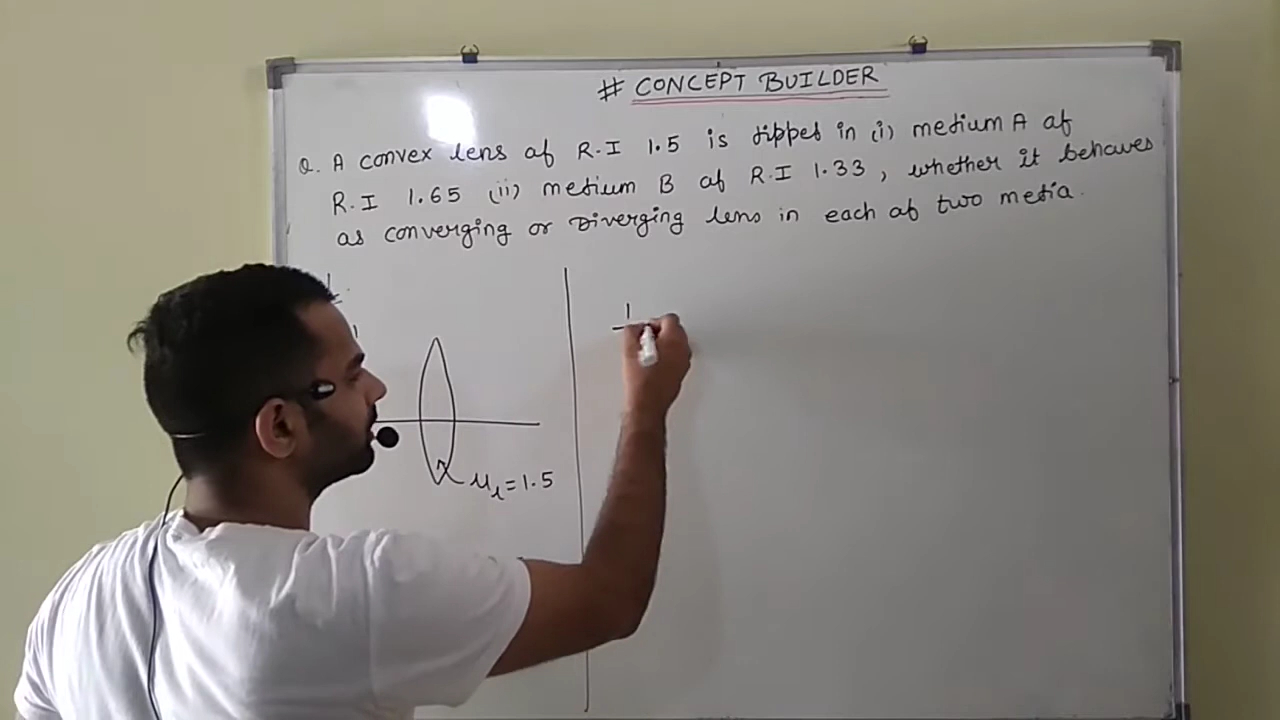 # CONCEPT BUILDER
Q. A convex lens of R.I 1.5 is dipped in (i) medium A of
R.I 1.65 (ii) medium B of R.I 1.33, whether it behaves
as converging or Diverging lens in each of two media.
1
μl = 1.5